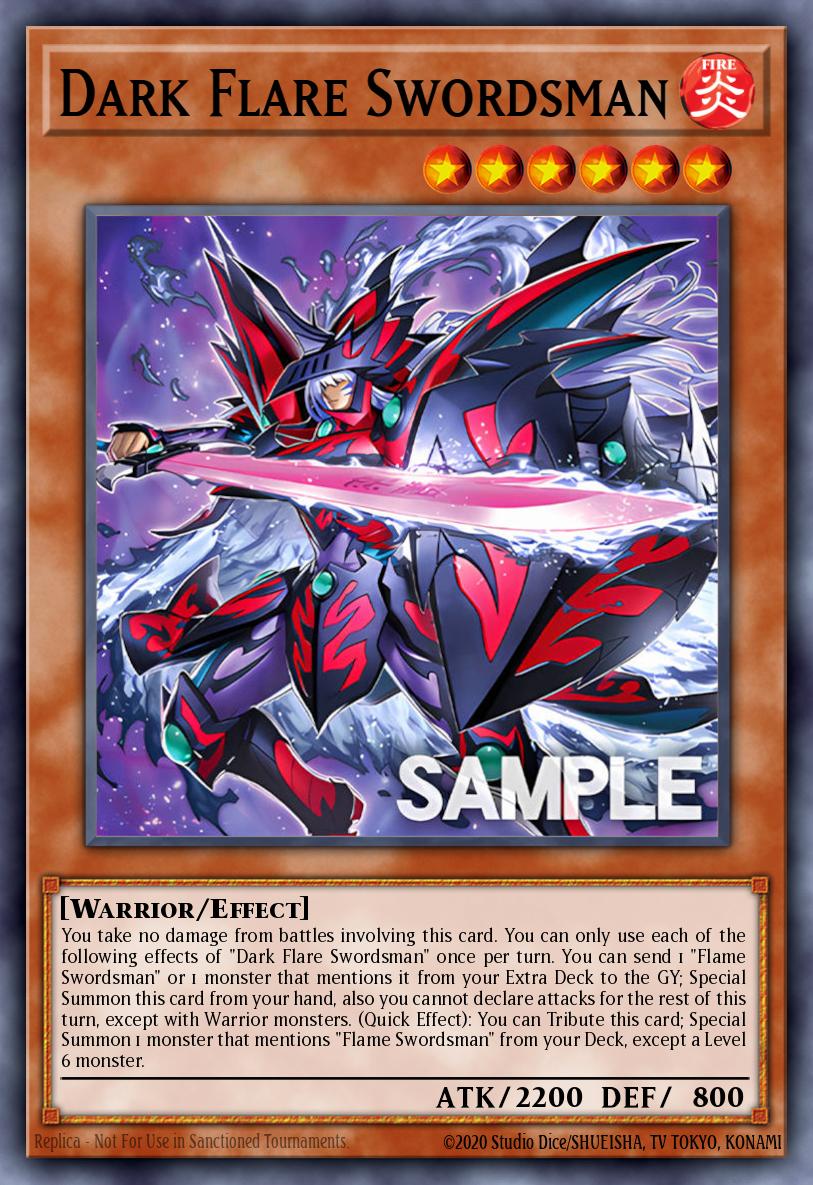 Dark Flare Swordsman
FIRE
炎
SAMPLE
[Warrior/Effect]
You take no damage from battles involving this card. You can only use each of the
following effects of "Dark Flare Swordsman" once per turn. You can send 1 "Flame
Swordsman" or 1 monster that mentions it from your Extra Deck to the GY; Special
Summon this card from your hand, also you cannot declare attacks for the rest of this
turn, except with Warrior monsters. (Quick Effect): You can Tribute this card; Special
Summon 1 monster that mentions "Flame Swordsman" from your Deck, except a Level
6 monster.
ATK/2200 DEF/ 800
Replica - Not For Use in Sanctioned Tournaments.
©2020 Studio Dice/SHUEISHA, TV TOKYO, KONAMI